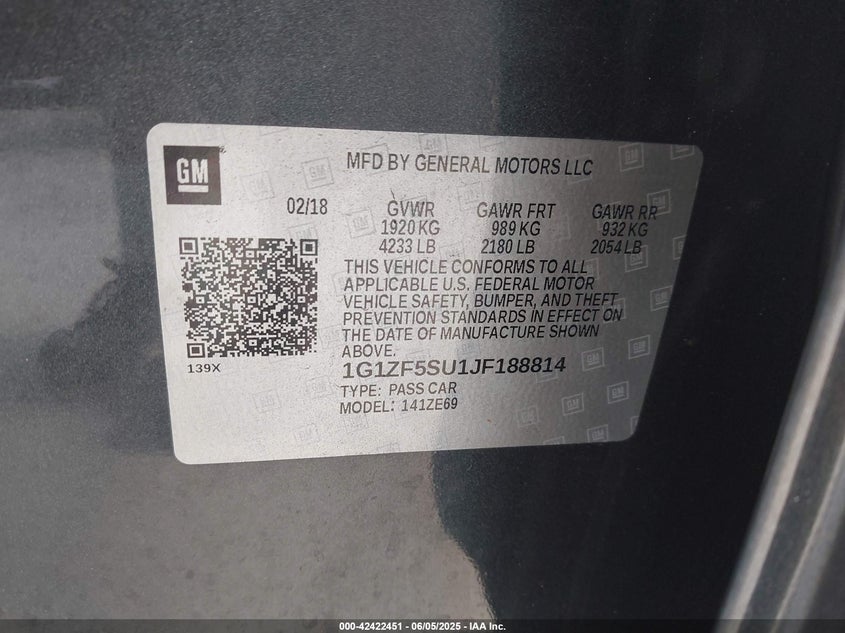 GM
MFD BY GENERAL MOTORS LLC
02/18 GVWR GAWR FRT GAWR RR
1920 KG 989 KG 932 KG
4233 LB 2180 LB 2054 LB
THIS VEHICLE CONFORMS TO ALL
APPLICABLE U.S. FEDERAL MOTOR
VEHICLE SAFETY, BUMPER, AND THEFT
PREVENTION STANDARDS IN EFFECT ON
THE DATE OF MANUFACTURE SHOWN
ABOVE.
139X
1G1ZF5SU1JF188814
TYPE: PASS CAR
MODEL: 141ZE69
000-42422451 - 06/05/2025 - IAA Inc.